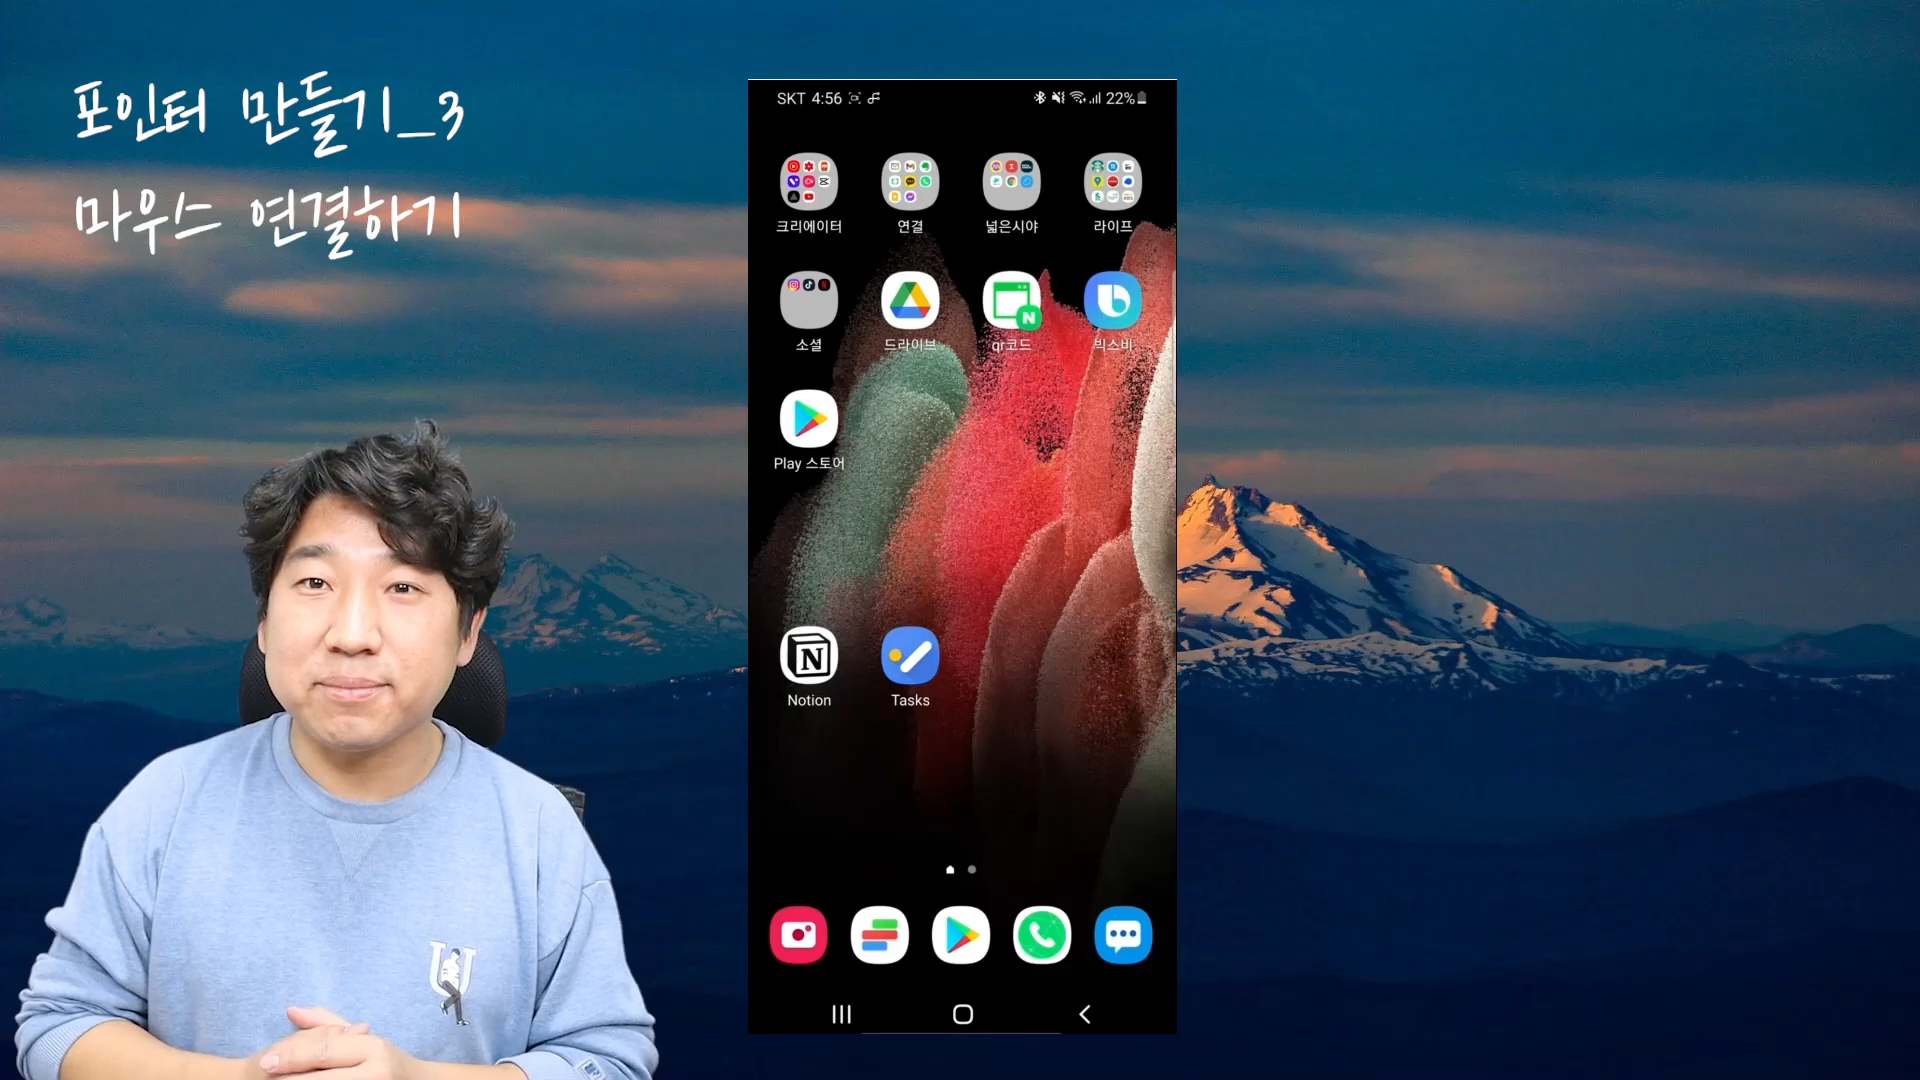 포인터 만들기_3
마우스 연결하기
SKT 4:56
22%
크리에이터 연결 넓은시야 라이프
소셜 드라이브 qr코드 빅스비
Play 스토어
Notion Tasks